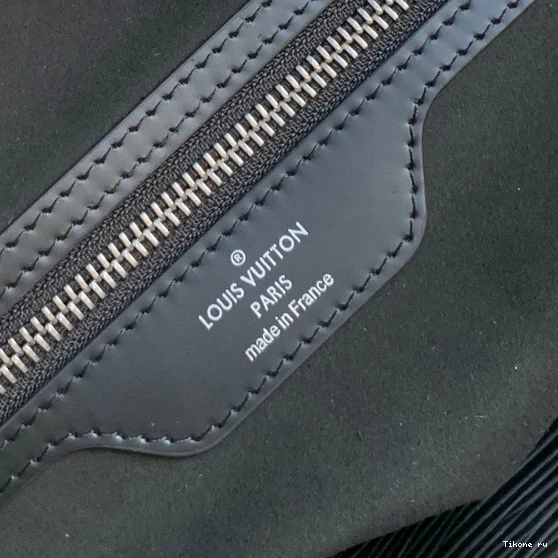 ®
LOUIS VUITTON
PARIS
made in France
Tikone ru